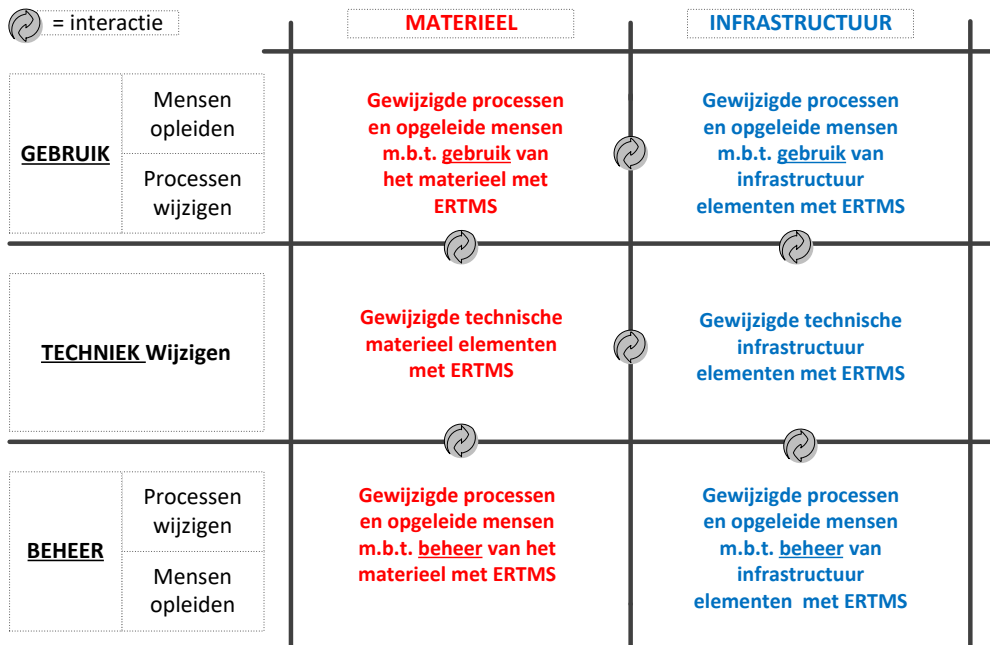 = interactie
MATERIEEL
INFRASTRUCTUUR
GEBRUIK
Mensen
opleiden
Processen
wijzigen
Gewijzigde processen
en opgeleide mensen
m.b.t. gebruik van
het materieel met
ERTMS
Gewijzigde processen
en opgeleide mensen
m.b.t. gebruik van
infrastructuur
elementen met ERTMS
TECHNIEK Wijzigen
Gewijzigde technische
materieel elementen
met ERTMS
Gewijzigde technische
infrastructuur
elementen met ERTMS
BEHEER
Processen
wijzigen
Mensen
opleiden
Gewijzigde processen
en opgeleide mensen
m.b.t. beheer van het
materieel met ERTMS
Gewijzigde processen
en opgeleide mensen
m.b.t. beheer van
infrastructuur
elementen  met ERTMS